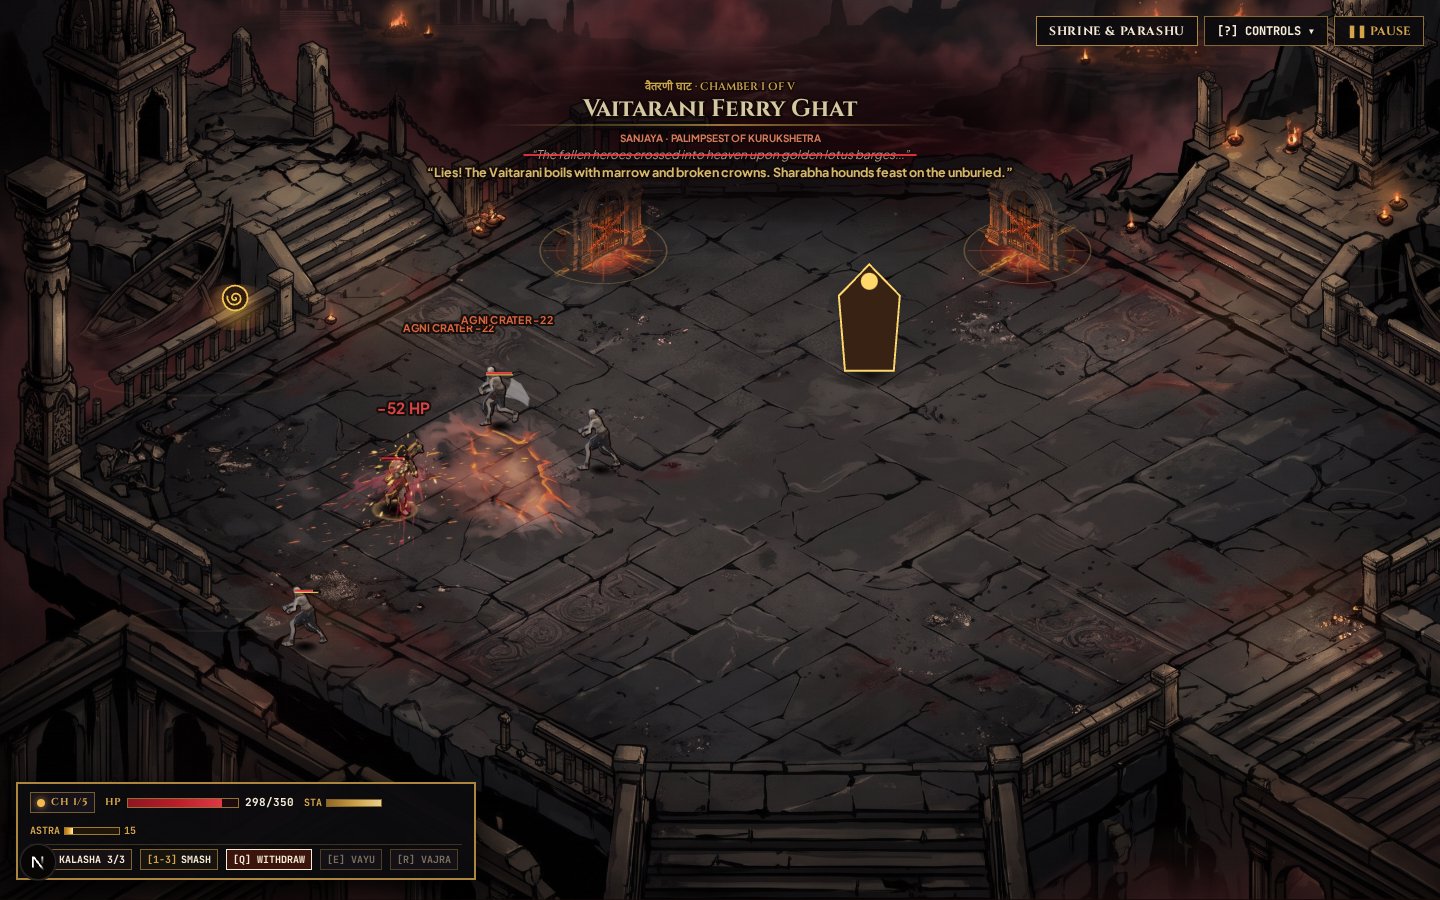 SHRINE & PARASHU
[?] CONTROLS ▾
❚❚ PAUSE
वैतरणी घाट · CHAMBER I OF V
VAITARANI FERRY GHAT
SANJAYA · PALIMPSEST OF KURUKSHETRA
"The fallen heroes crossed into heaven upon golden lotus barges..."
“Lies! The Vaitarani boils with marrow and broken crowns. Sharabha hounds feast on the unburied.”
AGNI CRATER -22
AGNI CRATER -22
-52 HP
CH 1/5 HP 298/350 STA
ASTRA 15
N KALASHA 3/3 [1-3] SMASH [Q] WITHDRAW [E] VAYU [R] VAJRA